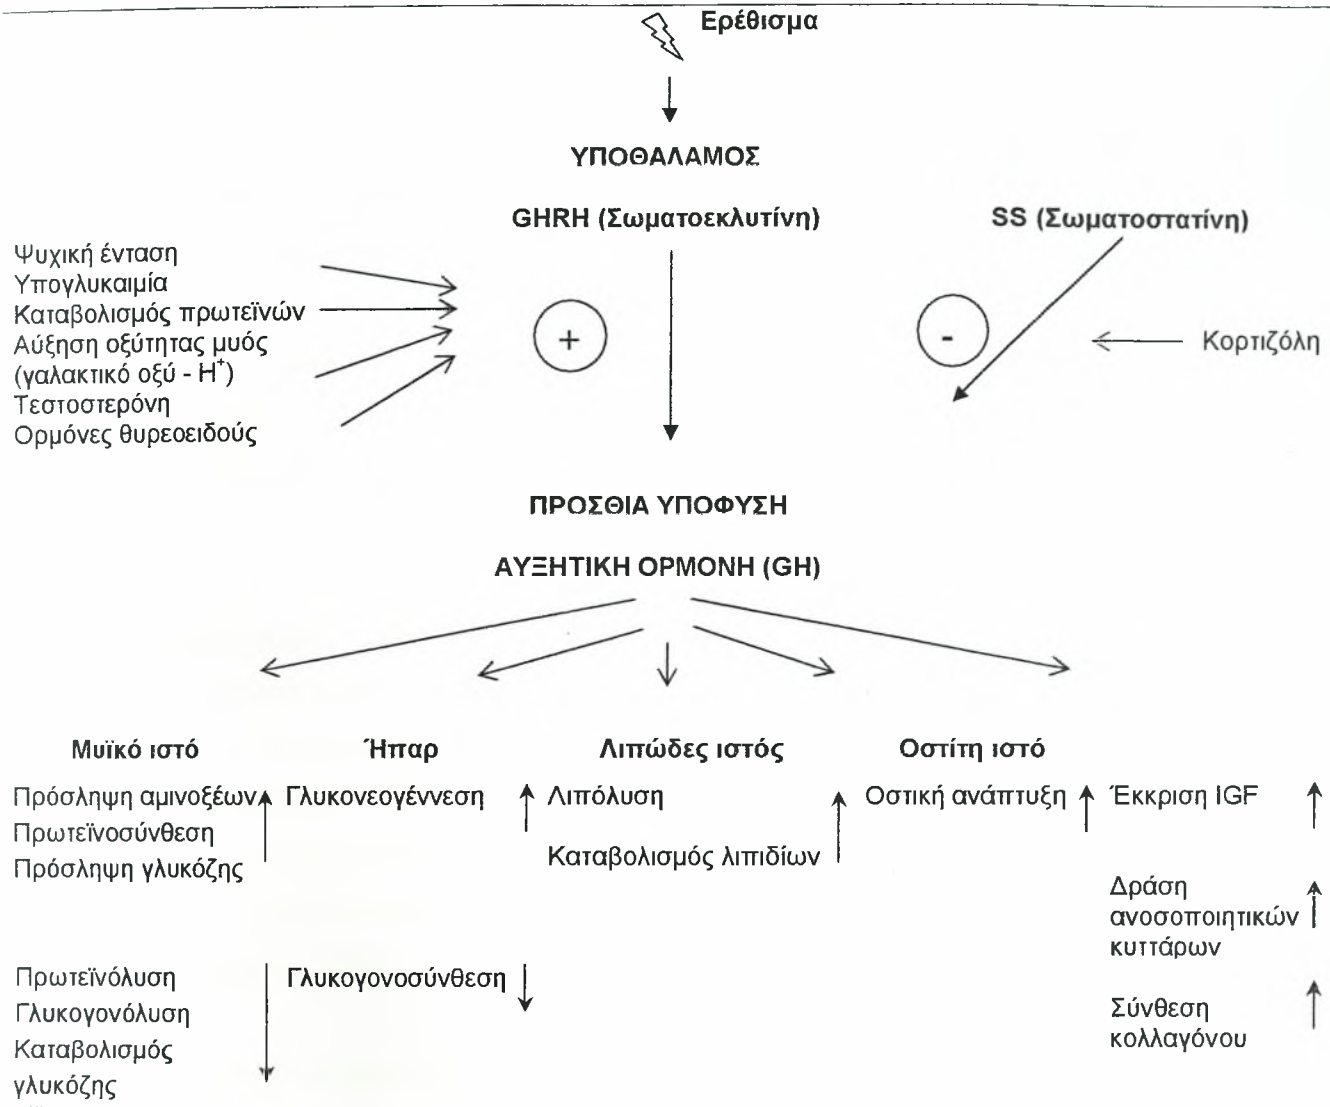 Ερέθισμα
ΥΠΟΘΑΛΑΜΟΣ
GHRH (Σωματοεκλυτίνη)
SS (Σωματοστατίνη)
Ψυχική ένταση
Υπογλυκαιμία
Καταβολισμός πρωτεϊνών
Αύξηση οξύτητας μυός
(γαλακτικό οξύ - H⁺)
Τεστοστερόνη
Ορμόνες θυρεοειδούς
+
-
Κορτιζόλη
ΠΡΟΣΘΙΑ ΥΠΟΦΥΣΗ
ΑΥΞΗΤΙΚΗ ΟΡΜΟΝΗ (GH)
Μυϊκό ιστό
Πρόσληψη αμινοξέων
Πρωτεϊνοσύνθεση
Πρόσληψη γλυκόζης
Πρωτεϊνόλυση
Γλυκογονόλυση
Καταβολισμός
γλυκόζης
Ήπαρ
Γλυκονεογέννεση
Γλυκογονοσύνθεση
Λιπώδες ιστός
Λιπόλυση
Καταβολισμός λιπιδίων
Οστίτη ιστό
Οστική ανάπτυξη
Έκκριση IGF
Δράση
ανοσοποιητικών
κυττάρων
Σύνθεση
κολλαγόνου